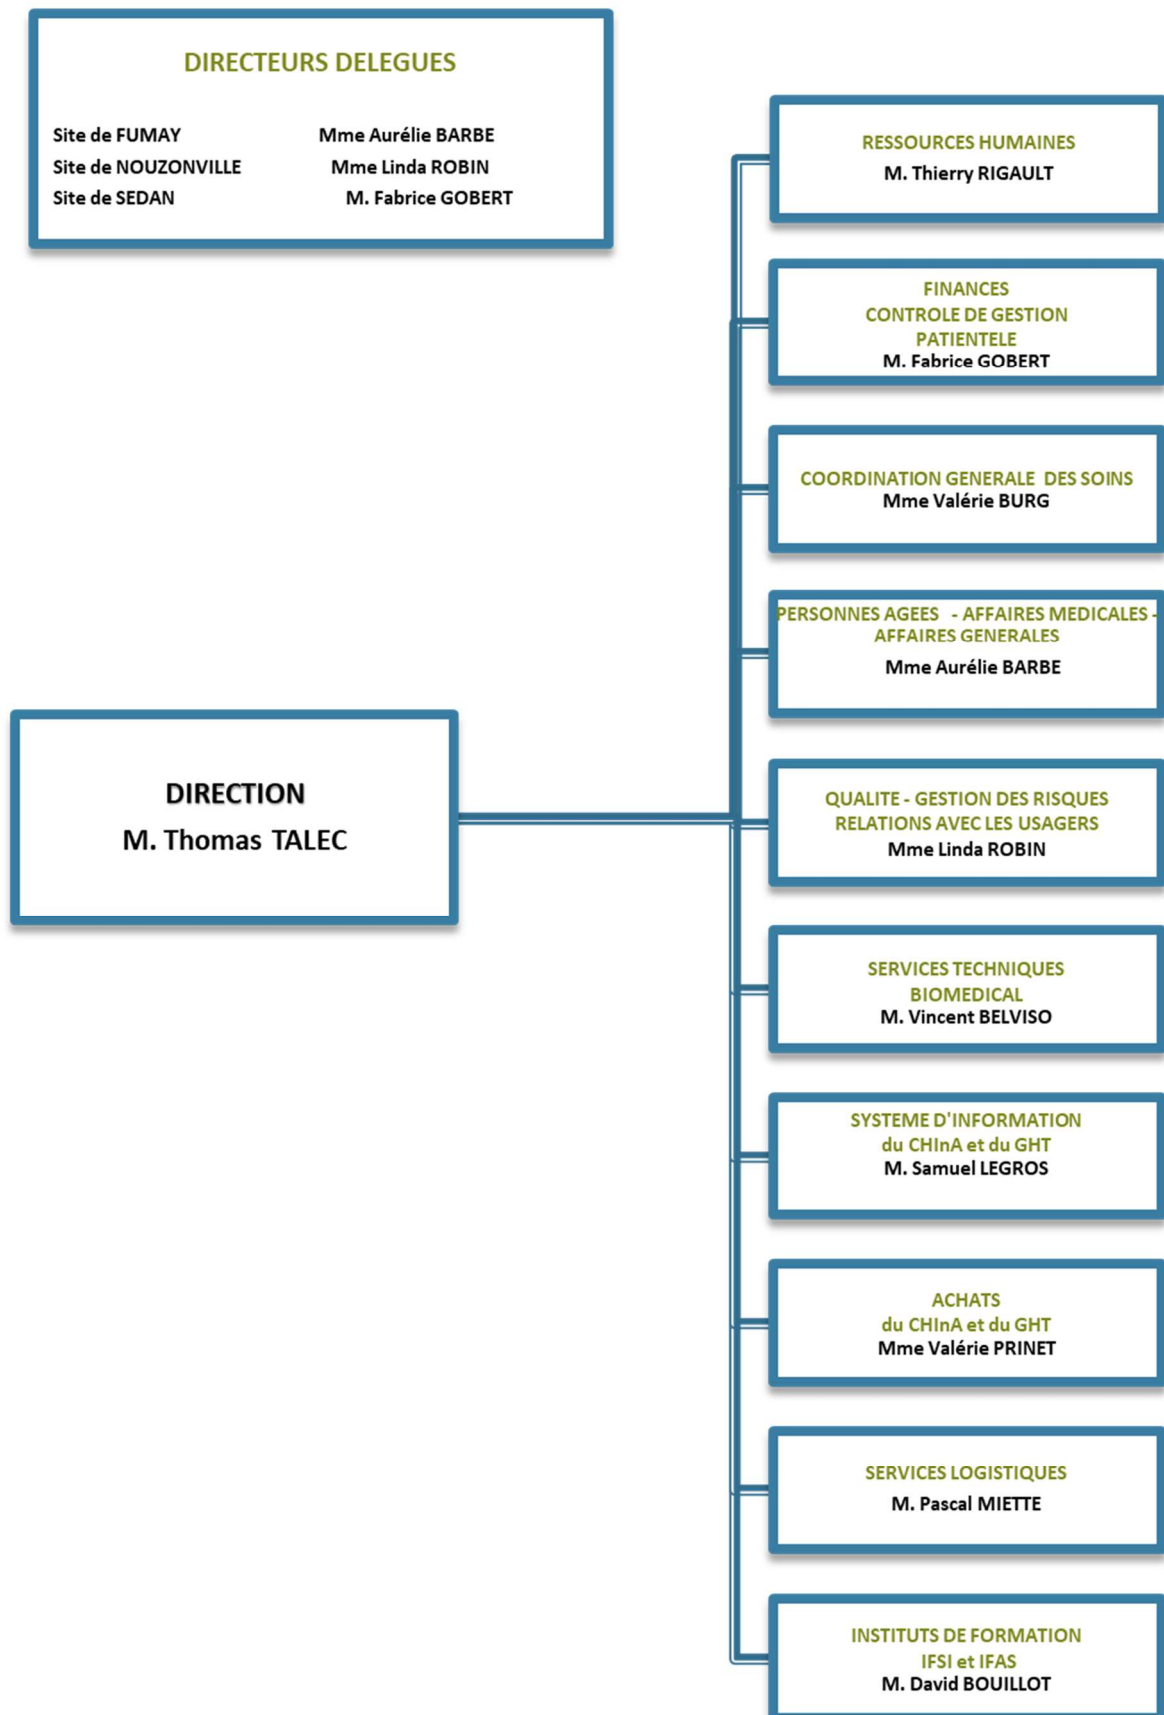 DIRECTEURS DELEGUES
Site de FUMAY Mme Aurélie BARBE
Site de NOUZONVILLE Mme Linda ROBIN
Site de SEDAN M. Fabrice GOBERT
RESSOURCES HUMAINES
M. Thierry RIGAULT
FINANCES
CONTROLE DE GESTION
PATIENTELE
M. Fabrice GOBERT
COORDINATION GENERALE DES SOINS
Mme Valérie BURG
PERSONNES AGEES - AFFAIRES MEDICALES -
AFFAIRES GENERALES
Mme Aurélie BARBE
DIRECTION
M. Thomas TALEC
QUALITE - GESTION DES RISQUES
RELATIONS AVEC LES USAGERS
Mme Linda ROBIN
SERVICES TECHNIQUES
BIOMEDICAL
M. Vincent BELVISO
SYSTEME D'INFORMATION
du CHInA et du GHT
M. Samuel LEGROS
ACHATS
du CHInA et du GHT
Mme Valérie PRINET
SERVICES LOGISTIQUES
M. Pascal MIETTE
INSTITUTS DE FORMATION
IFSI et IFAS
M. David BOUILLOT